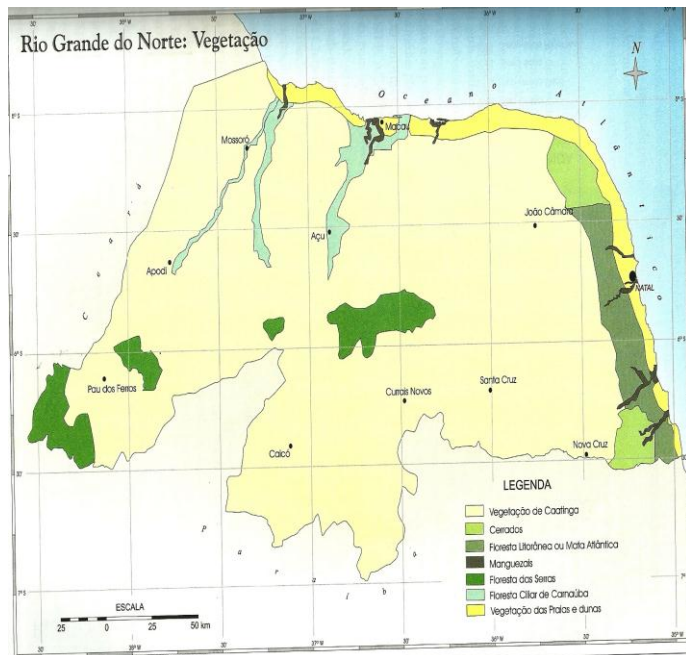 Rio Grande do Norte: Vegetação
N
Oceano Atlântico
Mossoró
Macau
João Câmara
Açu
Apodi
Ceará
NATAL
Pau dos Ferros
Currais Novos
Santa Cruz
Caicó
Nova Cruz
Paraíb
LEGENDA
Vegetação de Caatinga
Cerrados
Floresta Litorânea ou Mata Atlântica
Manguezais
Floresta das Serras
Floresta Ciliar de Carnaúba
Vegetação das Praias e dunas
ESCALA
25 0 25 50 km